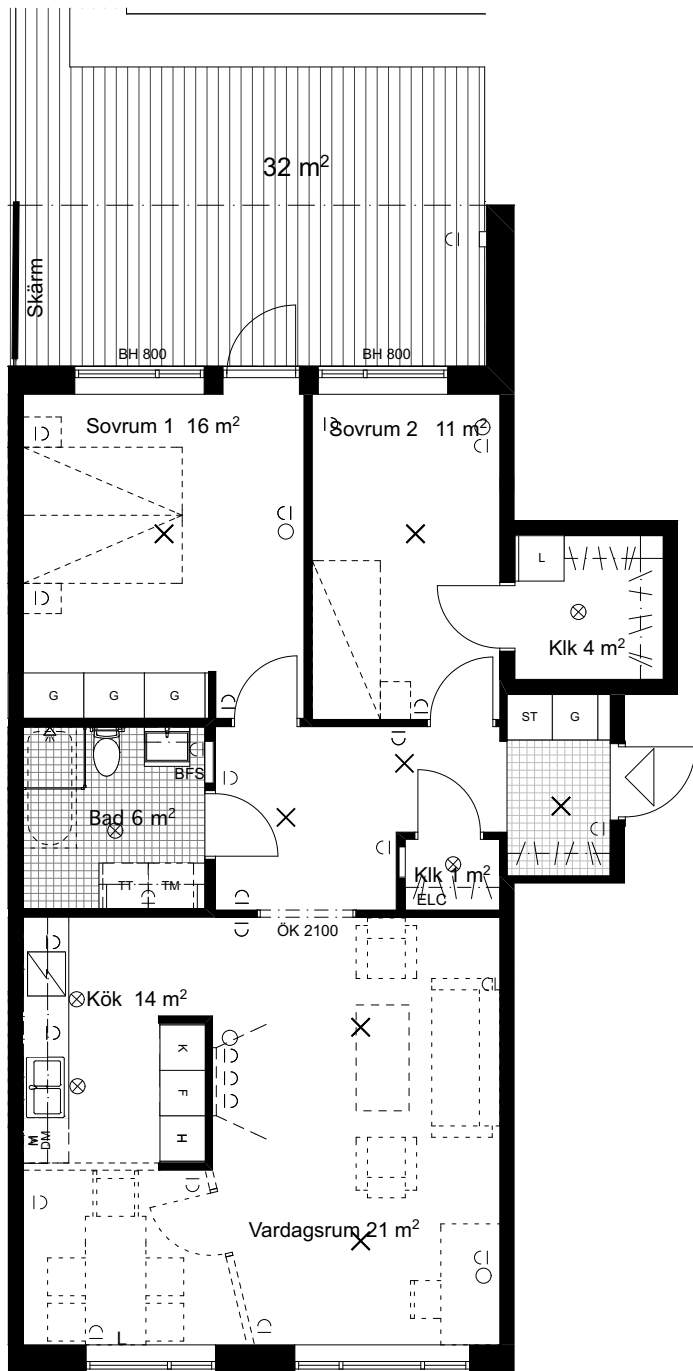 32 m²
Skärm
BH 800 BH 800
Sovrum 1 16 m² Sovrum 2 11 m²
L
Klk 4 m²
G G G ST G
BFS
Bad 6 m²
TT TM Klk 1 m²
ELC
ÖK 2100
Kök 14 m²
K
F
H
M
DM
Vardagsrum 21 m²
L